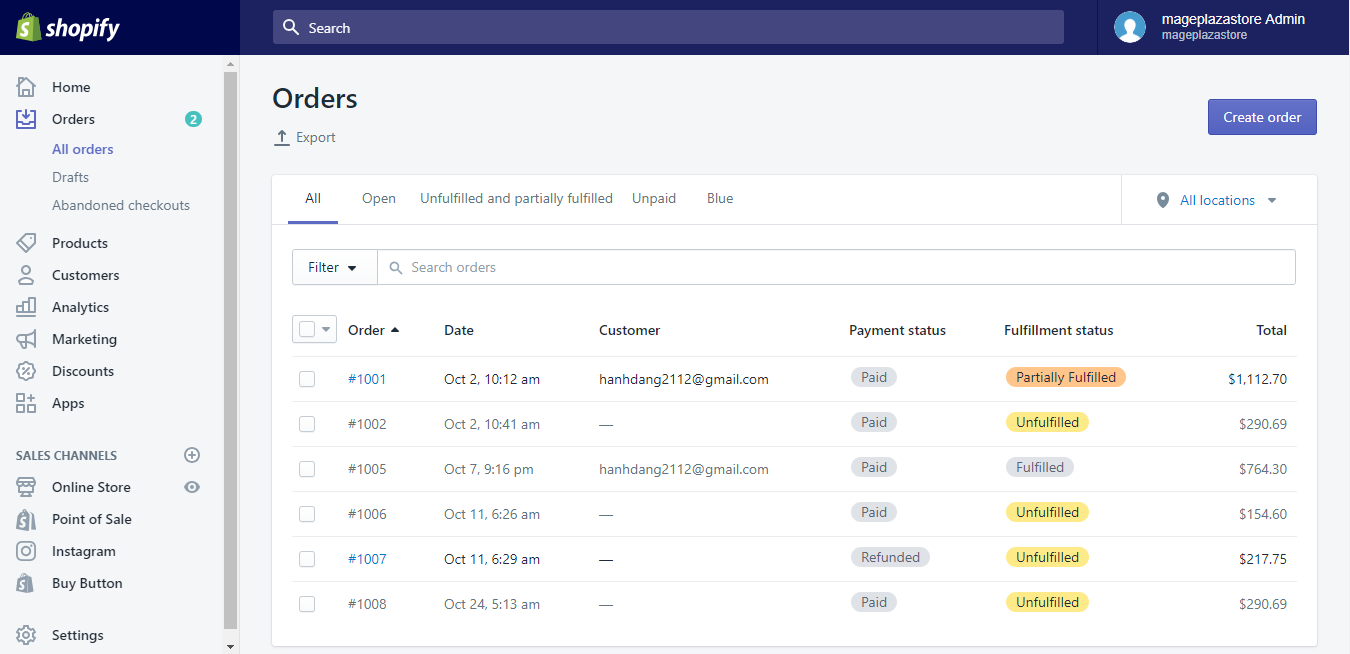 shopify
Search
mageplazastore Admin
mageplazastore
Home
Orders 2
All orders
Drafts
Abandoned checkouts
Products
Customers
Analytics
Marketing
Discounts
Apps
SALES CHANNELS
Online Store
Point of Sale
Instagram
Buy Button
Settings
Orders
Export
Create order
All Open Unfulfilled and partially fulfilled Unpaid Blue All locations
Filter Search orders
Order Date Customer Payment status Fulfillment status Total
#1001 Oct 2, 10:12 am hanhdang2112@gmail.com Paid Partially Fulfilled $1,112.70
#1002 Oct 2, 10:41 am — Paid Unfulfilled $290.69
#1005 Oct 7, 9:16 pm hanhdang2112@gmail.com Paid Fulfilled $764.30
#1006 Oct 11, 6:26 am — Paid Unfulfilled $154.60
#1007 Oct 11, 6:29 am — Refunded Unfulfilled $217.75
#1008 Oct 24, 5:13 am — Paid Unfulfilled $290.69